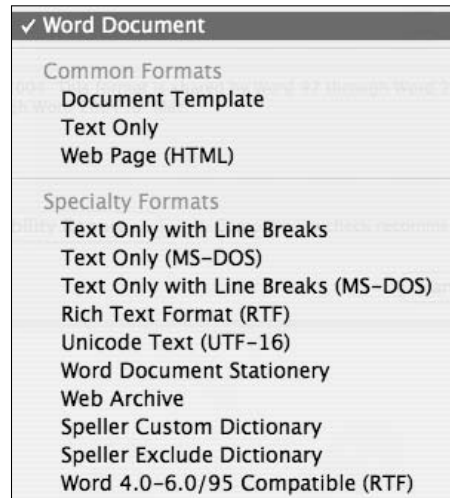 ✓ Word Document
Common Formats
Document Template
Text Only
Web Page (HTML)
Specialty Formats
Text Only with Line Breaks
Text Only (MS-DOS)
Text Only with Line Breaks (MS-DOS)
Rich Text Format (RTF)
Unicode Text (UTF-16)
Word Document Stationery
Web Archive
Speller Custom Dictionary
Speller Exclude Dictionary
Word 4.0-6.0/95 Compatible (RTF)